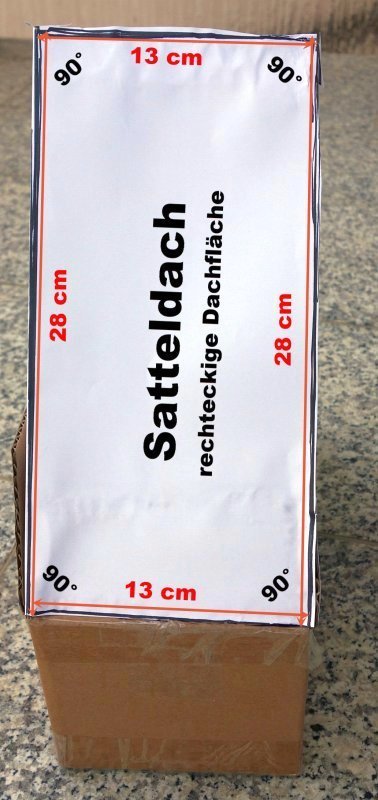 13 cm
90°
90°
28 cm
Satteldach
rechteckige Dachfläche
28 cm
90°
13 cm
90°